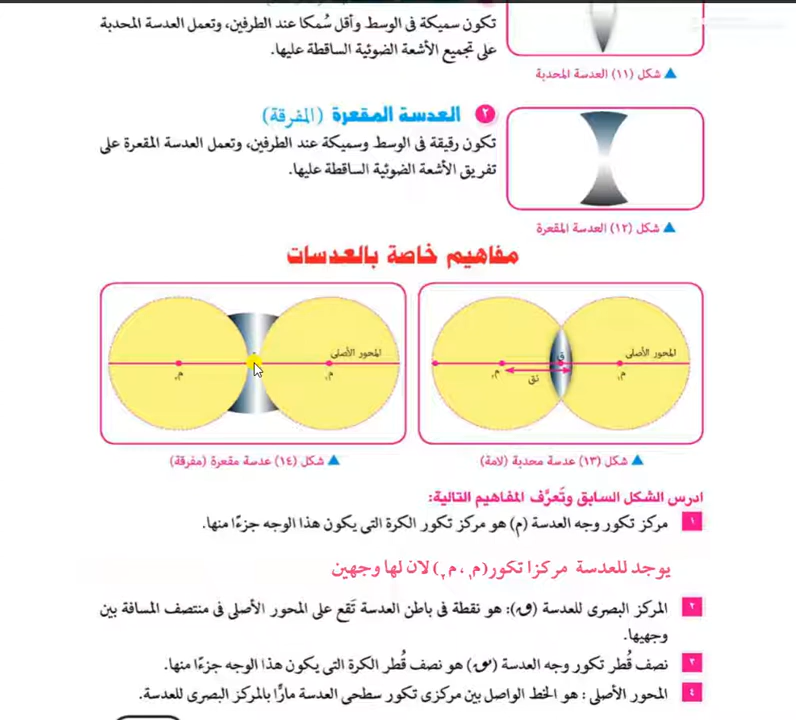 تكون سميكة فى الوسط وأقل سُمكا عند الطرفين، وتعمل العدسة المحدبة
على تجميع الأشعة الضوئية الساقطة عليها.
▲ شكل (١١) العدسة المحدبة
٢ العدسة المقعرة (المفرقة)
تكون رقيقة فى الوسط وسميكة عند الطرفين، وتعمل العدسة المقعرة على
تفريق الأشعة الضوئية الساقطة عليها.
▲ شكل (١٢) العدسة المقعرة
مفاهيم خاصة بالعدسات
المحور الأصلى
م١
ق
نق
م٢
▲ شكل (١٣) عدسة محدبة (لامة)
المحور الأصلى
م١
م٢
▲ شكل (١٤) عدسة مقعرة (مفرقة)
ادرس الشكل السابق وتَعرَّف المفاهيم التالية:
١ مركز تكور وجه العدسة (م) هو مركز تكور الكرة التى يكون هذا الوجه جزءًا منها.
يوجد للعدسة مركزا تكور(م١ ، م٢) لان لها وجهين
٢ المركز البصرى للعدسة (ق): هو نقطة فى باطن العدسة تَقع على المحور الأصلى فى منتصف المسافة بين
وجهيها.
٣ نصف قُطر تكور وجه العدسة (نق) هو نصف قُطر الكرة التى يكون هذا الوجه جزءًا منها.
٤ المحور الأصلى : هو الخط الواصل بين مركزى تكور سطحى العدسة مارًّا بالمركز البصرى للعدسة.